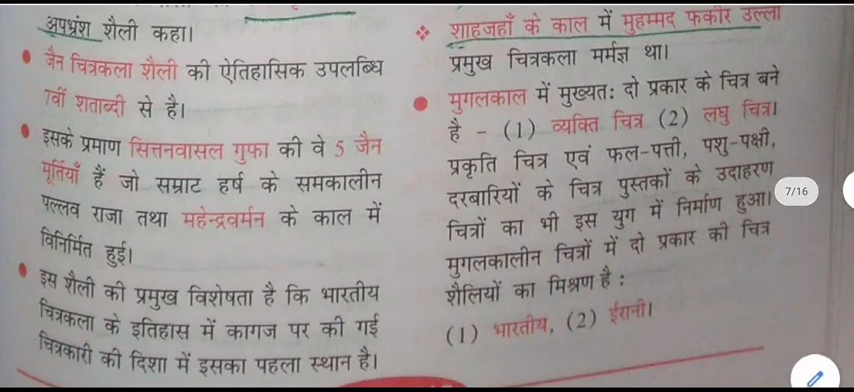 अपभ्रंश शैली कहा।
जैन चित्रकला शैली की ऐतिहासिक उपलब्धि
7वीं शताब्दी से है।
इसके प्रमाण सित्तनवासल गुफा की वे 5 जैन
मूर्तियाँ हैं जो सम्राट हर्ष के समकालीन
पल्लव राजा तथा महेन्द्रवर्मन के काल में
विनिर्मित हुई।
इस शैली की प्रमुख विशेषता है कि भारतीय
चित्रकला के इतिहास में कागज पर की गई
चित्रकारी की दिशा में इसका पहला स्थान है।
शाहजहाँ के काल में मुहम्मद फकीर उल्ला
प्रमुख चित्रकला मर्मज्ञ था।
मुगलकाल में मुख्यतः दो प्रकार के चित्र बने
है - (1) व्यक्ति चित्र (2) लघु चित्र।
प्रकृति चित्र एवं फल-पत्ती, पशु-पक्षी,
दरबारियों के चित्र पुस्तकों के उदाहरण
चित्रों का भी इस युग में निर्माण हुआ।
मुगलकालीन चित्रों में दो प्रकार की चित्र
शैलियों का मिश्रण है :
(1) भारतीय, (2) ईरानी।
7/16